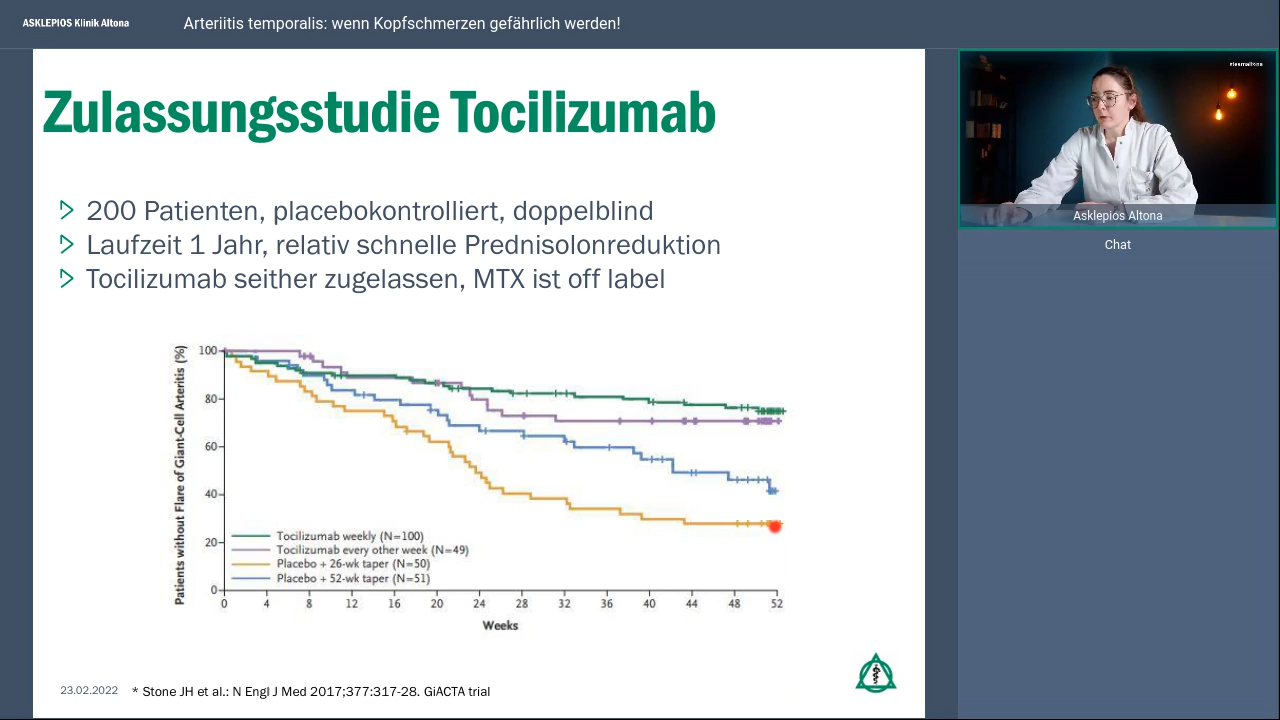 ASKLEPIOS Klinik Altona
Arteriitis temporalis: wenn Kopfschmerzen gefährlich werden!
Zulassungsstudie Tocilizumab
200 Patienten, placebokontrolliert, doppelblind
Laufzeit 1 Jahr, relativ schnelle Prednisolonreduktion
Tocilizumab seither zugelassen, MTX ist off label
Patients without Flare of Giant-Cell Arteritis (%)
100
80
60
40
20
0
Tocilizumab weekly (N=100)
Tocilizumab every other week (N=49)
Placebo + 26-wk taper (N=50)
Placebo + 52-wk taper (N=51)
0 4 8 12 16 20 24 28 32 36 40 44 48 52
Weeks
23.02.2022 * Stone JH et al.: N Engl J Med 2017;377:317-28. GiACTA trial
#teamaltona
Asklepios Altona
Chat